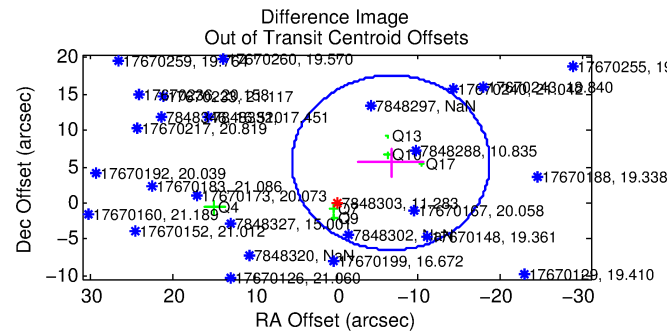 Difference Image
Out of Transit Centroid Offsets
Dec Offset (arcsec)
20
15
10
5
0
−5
−10
17670260, 19.570
17670255, 19
17670217, 20.819
7848297, NaN
Q13
7848288, 10.835
Q17
17670192, 20.039
17670188, 19.338
17670183, 21.086
17670173, 20.073
7848303, 11.283
Q4
Q9
17670167, 20.058
17670160, 21.189
7848327, 15.001
17670152, 21.012
7848302, NaN
17670148, 19.361
7848320, NaN
17670199, 16.672
17670126, 21.060
17670129, 19.410
30
20
10
0
−10
−20
−30
RA Offset (arcsec)